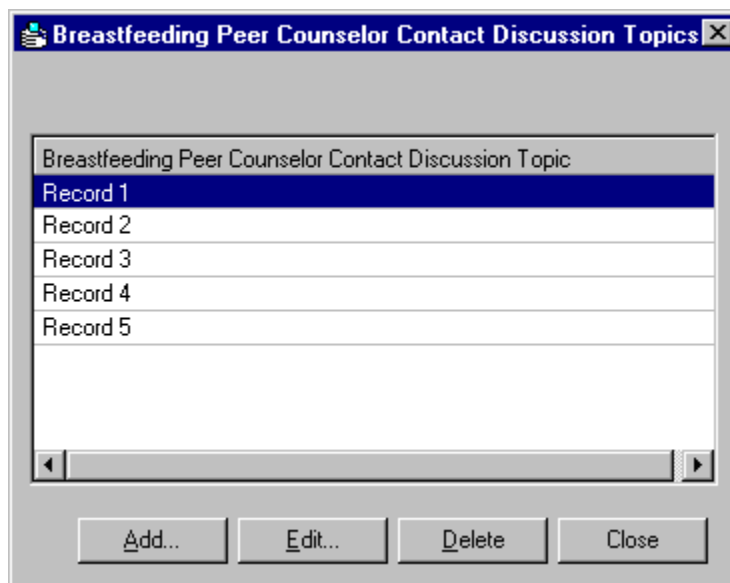 Breastfeeding Peer Counselor Contact Discussion Topics
Breastfeeding Peer Counselor Contact Discussion Topic
Record 1
Record 2
Record 3
Record 4
Record 5
Add... Edit... Delete Close